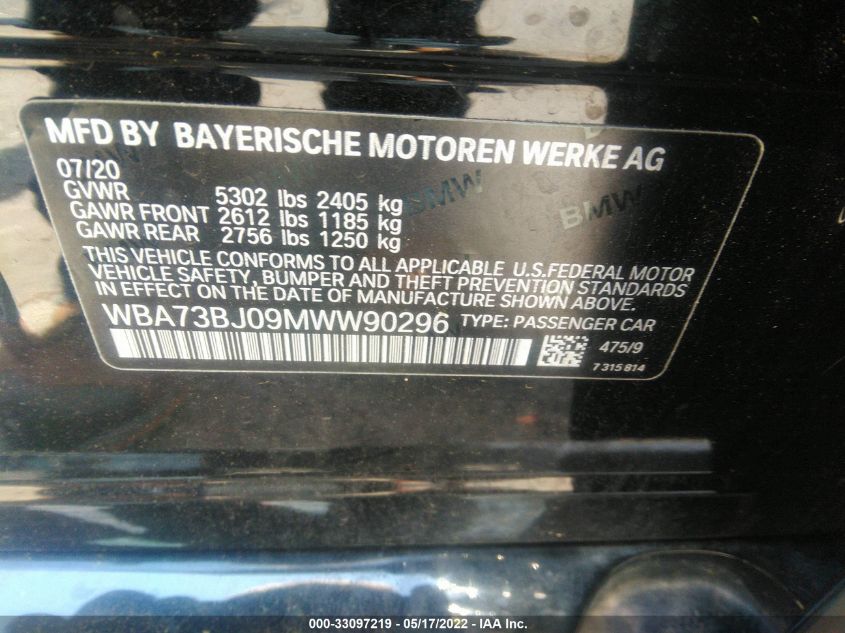 MFD BY BAYERISCHE MOTOREN WERKE AG
07/20
GVWR 5302 lbs 2405 kg
GAWR FRONT 2612 lbs 1185 kg
GAWR REAR 2756 lbs 1250 kg
THIS VEHICLE CONFORMS TO ALL APPLICABLE U.S.FEDERAL MOTOR
VEHICLE SAFETY, BUMPER AND THEFT PREVENTION STANDARDS
IN EFFECT ON THE DATE OF MANUFACTURE SHOWN ABOVE.
WBA73BJ09MWW90296 TYPE: PASSENGER CAR
475/9
7 315 814
BMW
BMW
000-33097219 - 05/17/2022 - IAA Inc.